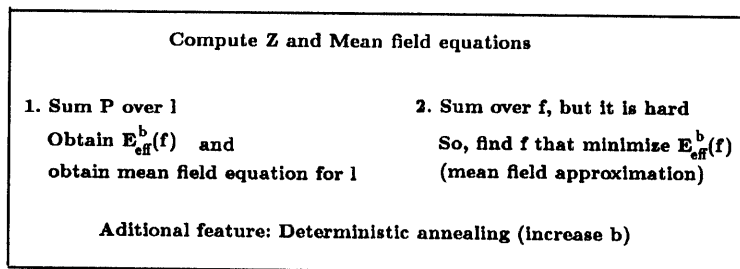 Compute Z and Mean field equations
1. Sum P over l
Obtain E^b_eff(f) and
obtain mean field equation for l
2. Sum over f, but it is hard
So, find f that minimize E^b_eff(f)
(mean field approximation)
Aditional feature: Deterministic annealing (increase b)